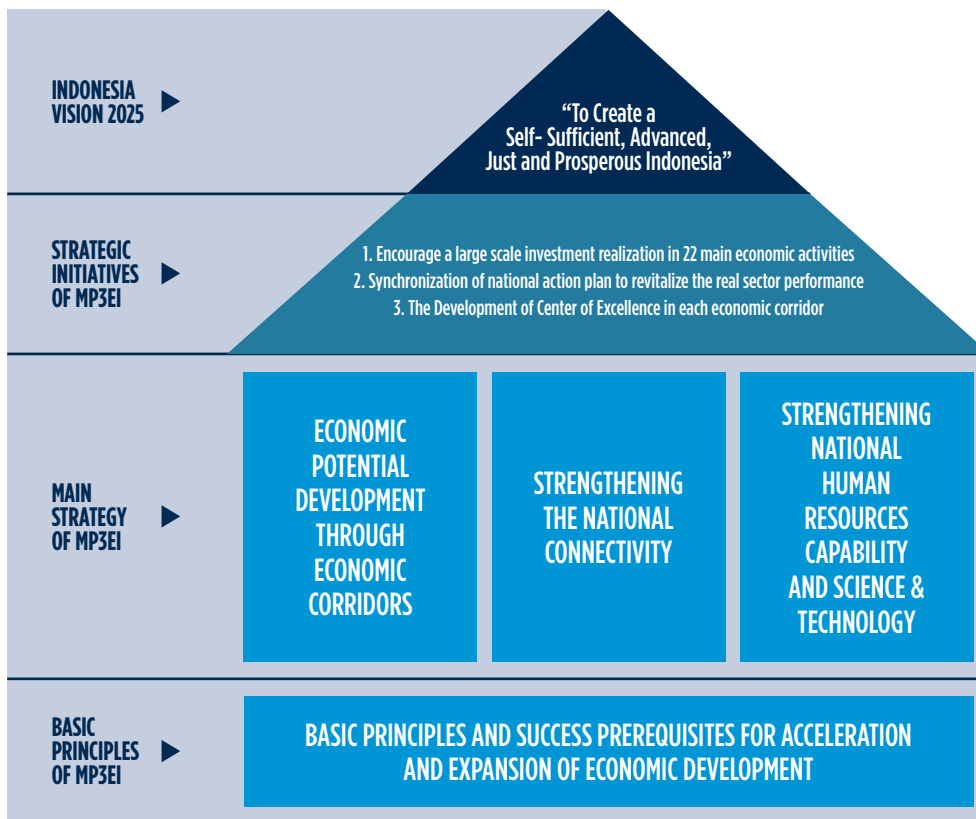 INDONESIA
VISION 2025
“To Create a
Self- Sufficient, Advanced,
Just and Prosperous Indonesia”
STRATEGIC
INITIATIVES
OF MP3EI
1. Encourage a large scale investment realization in 22 main economic activities
2. Synchronization of national action plan to revitalize the real sector performance
3. The Development of Center of Excellence in each economic corridor
MAIN
STRATEGY
OF MP3EI
ECONOMIC
POTENTIAL
DEVELOPMENT
THROUGH
ECONOMIC
CORRIDORS
STRENGTHENING
THE NATIONAL
CONNECTIVITY
STRENGTHENING
NATIONAL
HUMAN
RESOURCES
CAPABILITY
AND SCIENCE &
TECHNOLOGY
BASIC
PRINCIPLES
OF MP3EI
BASIC PRINCIPLES AND SUCCESS PREREQUISITES FOR ACCELERATION
AND EXPANSION OF ECONOMIC DEVELOPMENT